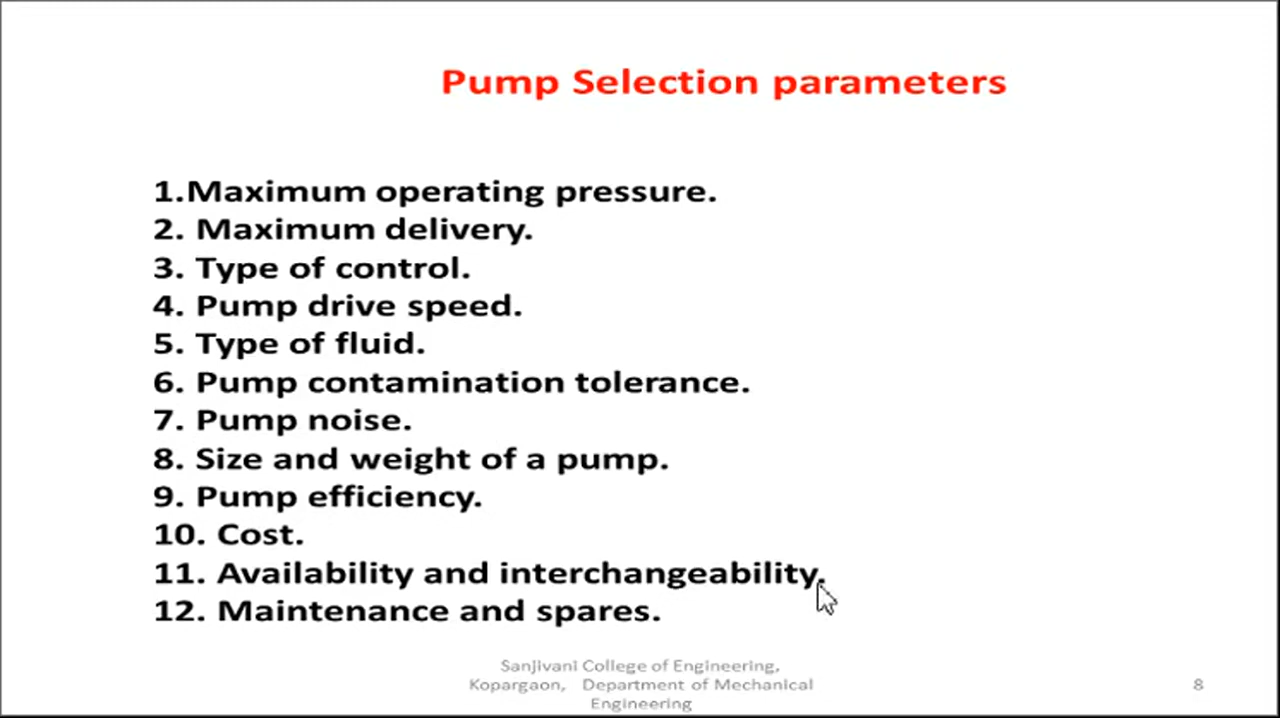 Pump Selection parameters
1.Maximum operating pressure.
2. Maximum delivery.
3. Type of control.
4. Pump drive speed.
5. Type of fluid.
6. Pump contamination tolerance.
7. Pump noise.
8. Size and weight of a pump.
9. Pump efficiency.
10. Cost.
11. Availability and interchangeability.
12. Maintenance and spares.
Sanjivani College of Engineering,
Kopargaon, Department of Mechanical
Engineering
8